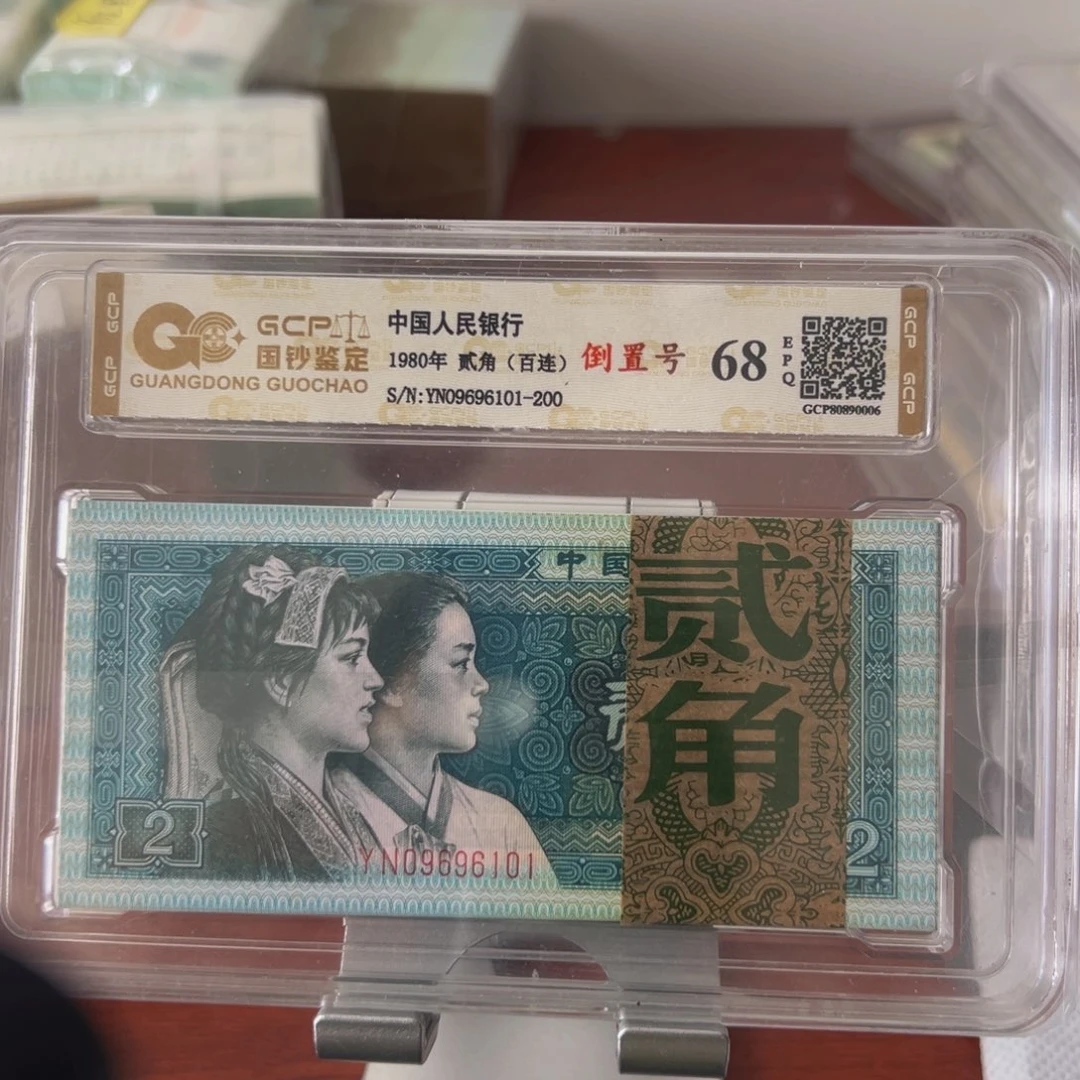 GCP
GCP
GCP 国钞鉴定
GUANGDONG GUOCHAO
中国人民银行
1980年 贰角（百连） 倒置号
S/N:YN09696101-200
68 EPQ
GCP80890006
GCP
GCP
中国
贰角
2
YN09696101
2